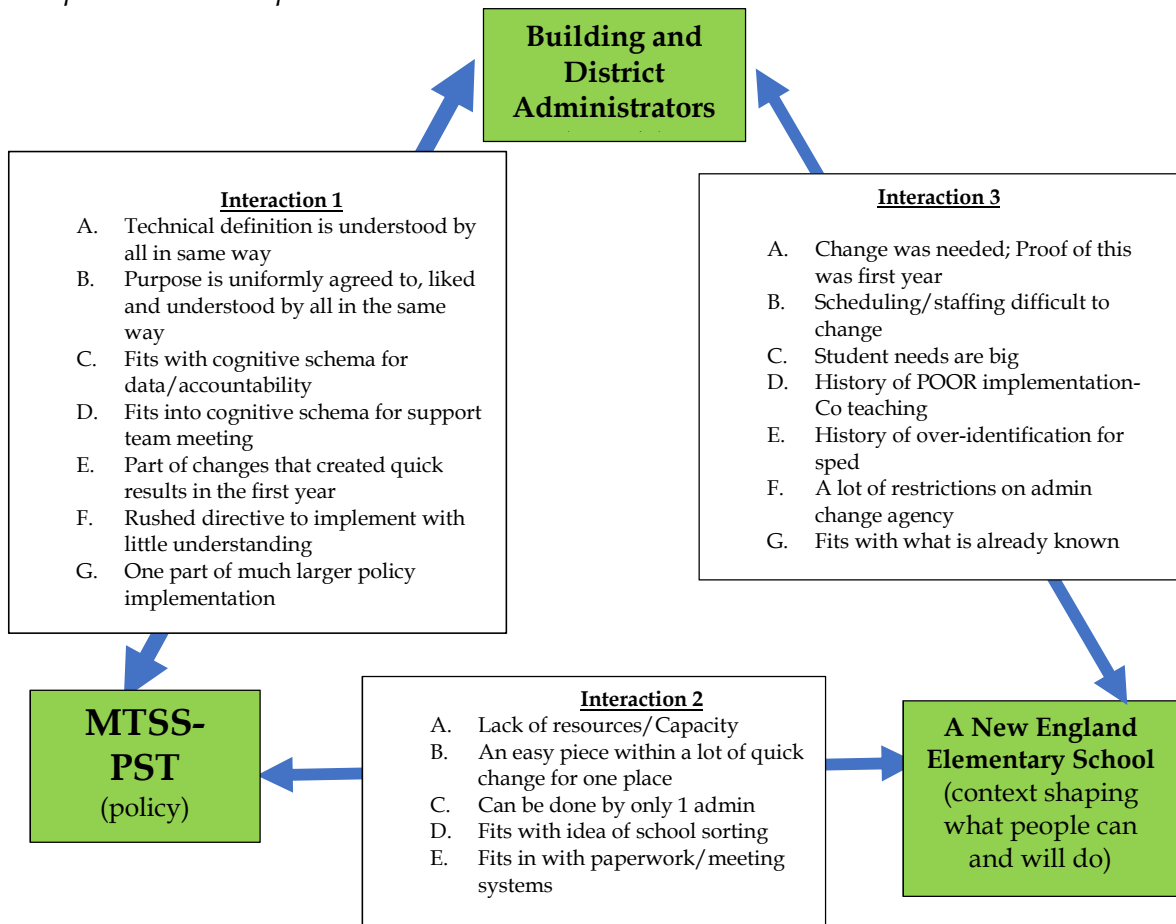 Building and
District
Administrators
Interaction 1
A. Technical definition is understood by
all in same way
B. Purpose is uniformly agreed to, liked
and understood by all in the same
way
C. Fits with cognitive schema for
data/accountability
D. Fits into cognitive schema for support
team meeting
E. Part of changes that created quick
results in the first year
F. Rushed directive to implement with
little understanding
G. One part of much larger policy
implementation
Interaction 3
A. Change was needed; Proof of this
was first year
B. Scheduling/staffing difficult to
change
C. Student needs are big
D. History of POOR implementation-
Co teaching
E. History of over-identification for
sped
F. A lot of restrictions on admin
change agency
G. Fits with what is already known
MTSS-
PST
(policy)
Interaction 2
A. Lack of resources/Capacity
B. An easy piece within a lot of quick
change for one place
C. Can be done by only 1 admin
D. Fits with idea of school sorting
E. Fits in with paperwork/meeting
systems
A New England
Elementary School
(context shaping
what people can
and will do)